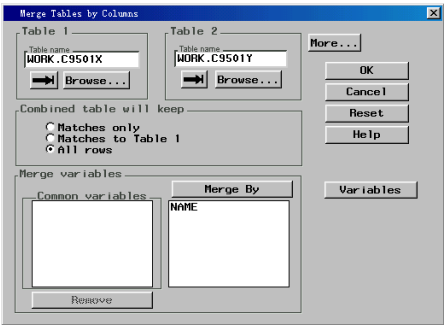 Merge Tables by Columns
Table 1
Table name
WORK.C9501X
Browse...
Table 2
Table name
WORK.C9501Y
Browse...
More...
OK
Cancel
Reset
Help
Combined table will keep
Matches only
Matches to Table 1
All rows
Merge variables
Common variables
Merge By
NAME
Variables
Remove